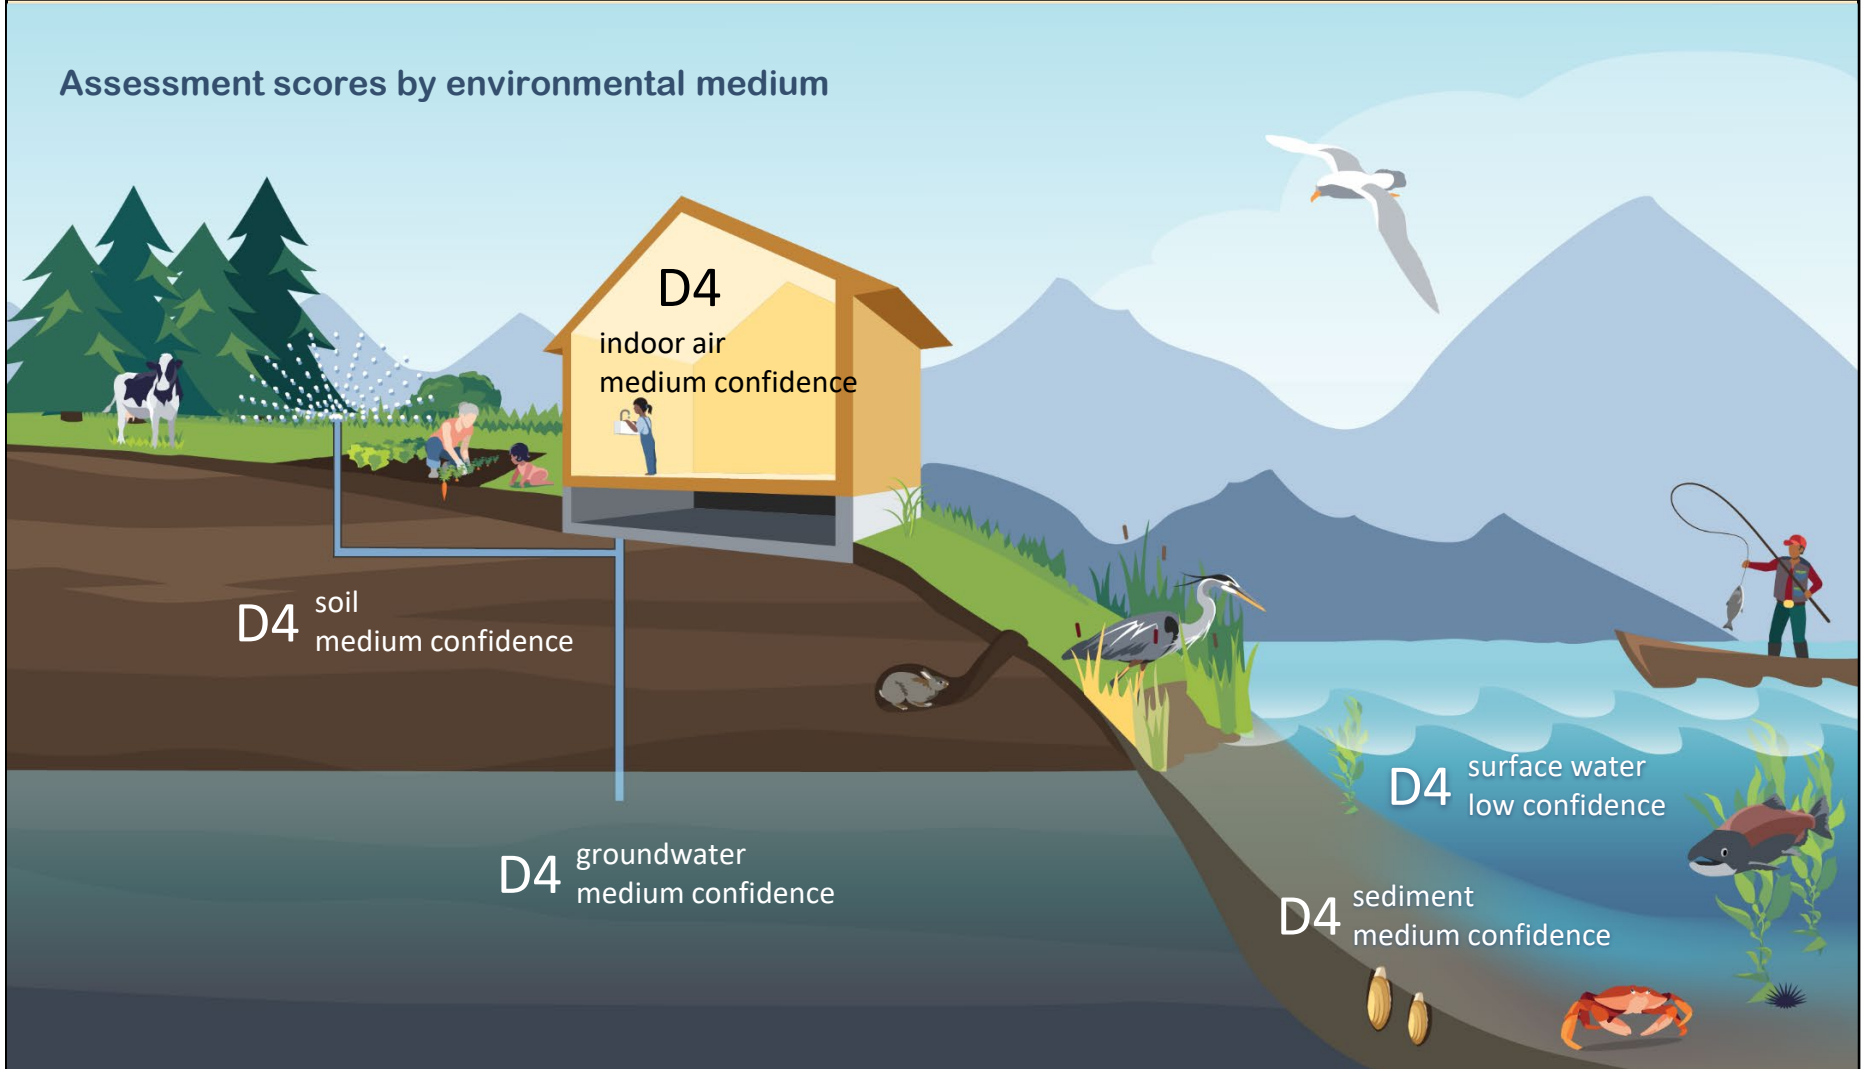 Assessment scores by environmental medium
D4
indoor air
medium confidence
D4
soil
medium confidence
D4
surface water
low confidence
D4
groundwater
medium confidence
D4
sediment
medium confidence